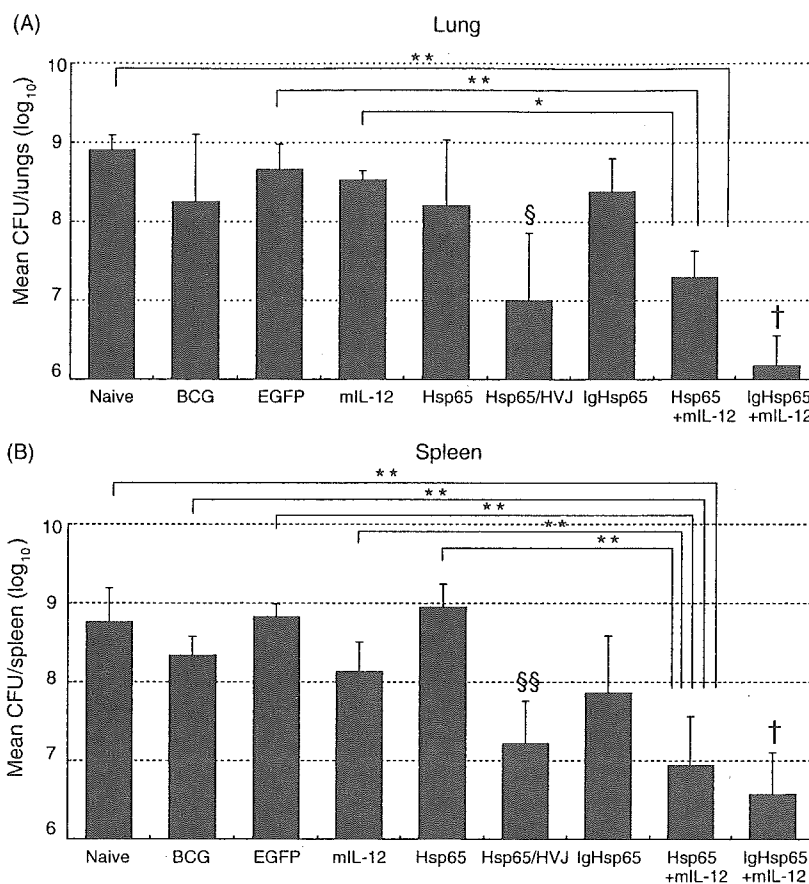 (A)
Lung
Mean CFU/lungs (log10)
10
9
8
7
6
**
**
*
§
†
Naive BCG EGFP mIL-12 Hsp65 Hsp65/HVJ IgHsp65 Hsp65 +mIL-12 IgHsp65 +mIL-12
(B)
Spleen
Mean CFU/spleen (log10)
10
9
8
7
6
**
**
**
**
**
§§
†
Naive BCG EGFP mIL-12 Hsp65 Hsp65/HVJ IgHsp65 Hsp65 +mIL-12 IgHsp65 +mIL-12